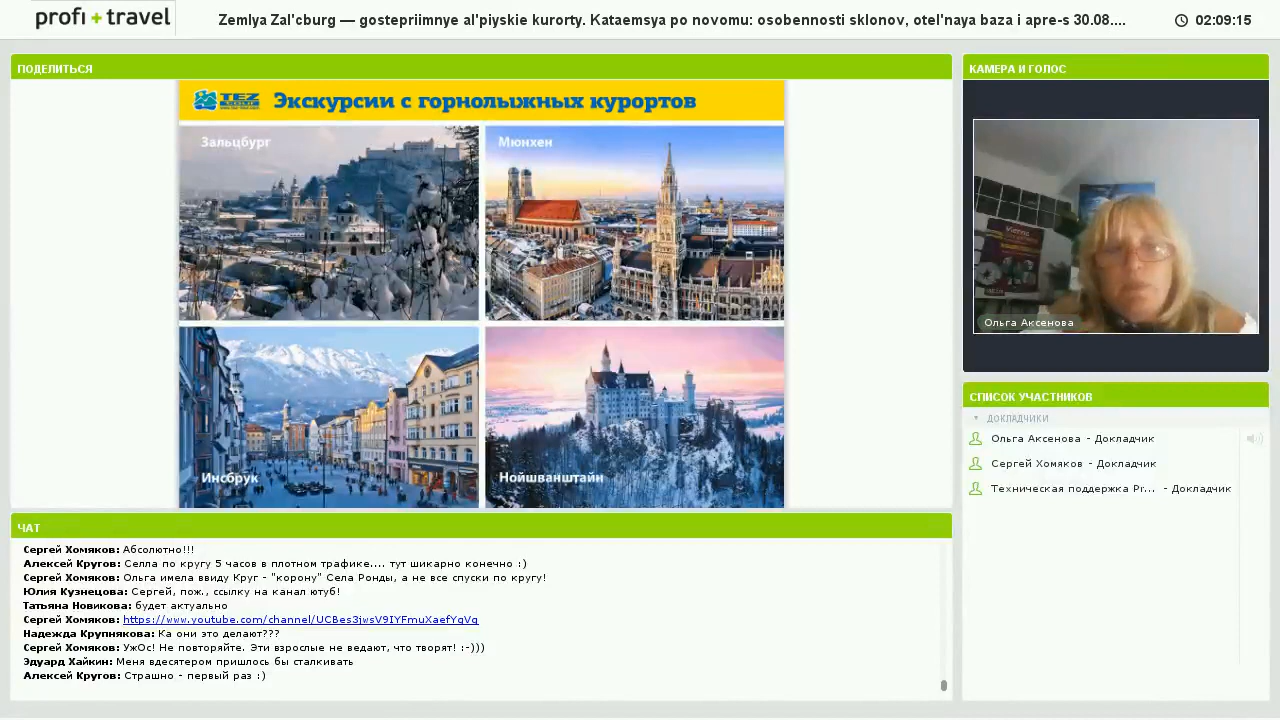 profi + travel
Zemlya Zal'cburg — gostepriimnye al'piyskie kurorty. Kataemsya po novomu: osobennosti sklonov, otel'naya baza i apre-s 30.08....
02:09:15
ПОДЕЛИТЬСЯ
TEZ TOUR
Экскурсии с горнолыжных курортов
Зальцбург
Мюнхен
Инсбрук
Нойшванштайн
КАМЕРА И ГОЛОС
Vienna
Ольга Аксенова
СПИСОК УЧАСТНИКОВ
ДОКЛАДЧИКИ
Ольга Аксенова - Докладчик
Сергей Хомяков - Докладчик
Техническая поддержка Pr... - Докладчик
ЧАТ
Сергей Хомяков: Абсолютно!!!
Алексей Кругов: Селла по кругу 5 часов в плотном трафике.... тут шикарно конечно :)
Сергей Хомяков: Ольга имела ввиду Круг - "корону" Села Ронды, а не все спуски по кругу!
Юлия Кузнецова: Сергей, пож., ссылку на канал ютуб!
Татьяна Новикова: будет актуально
Сергей Хомяков: https://www.youtube.com/channel/UCBes3jwsV9IYFmuXaefYqVg
Надежда Крупнякова: Ка они это делают???
Сергей Хомяков: УжОс! Не повторяйте. Эти взрослые не ведают, что творят! :-)))
Эдуард Хайкин: Меня вдесятером пришлось бы сталкивать
Алексей Кругов: Страшно - первый раз :)